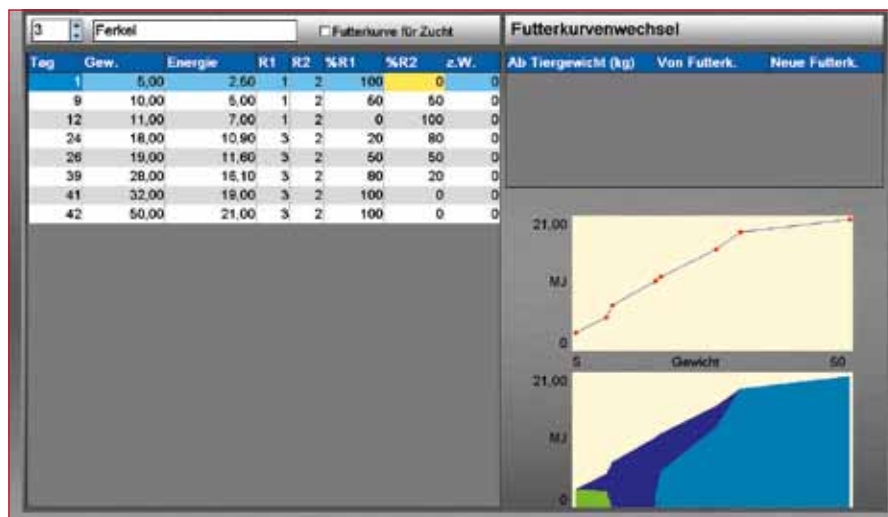 3 Ferkel Futterkurve für Zucht
Tag Gew. Energie R1 R2 %R1 %R2 z.W.
1 5,00 2,50 1 2 100 0 0
9 10,00 5,00 1 2 50 50 0
12 11,00 7,00 1 2 0 100 0
24 18,00 10,90 3 2 20 80 0
26 19,00 11,60 3 2 50 50 0
39 28,00 16,10 3 2 80 20 0
41 32,00 19,00 3 2 100 0 0
42 50,00 21,00 3 2 100 0 0
Futterkurvenwechsel
Ab Tiergewicht (kg) Von Futterk. Neue Futterk.
21,00
MJ
0
5 Gewicht 50
21,00
MJ
0